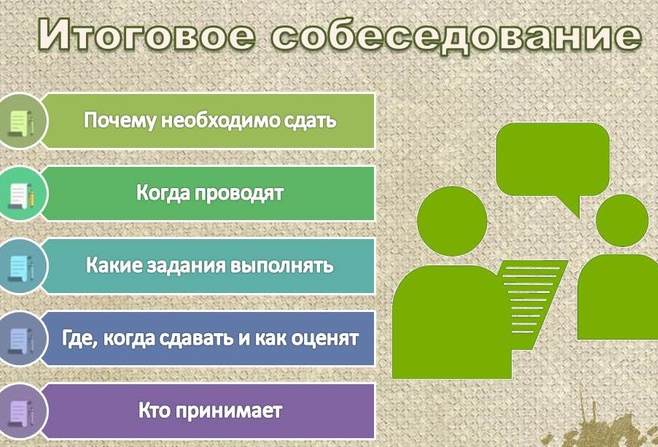 Итоговое собеседование
Почему необходимо сдать
Когда проводят
Какие задания выполнять
Где, когда сдавать и как оценят
Кто принимает